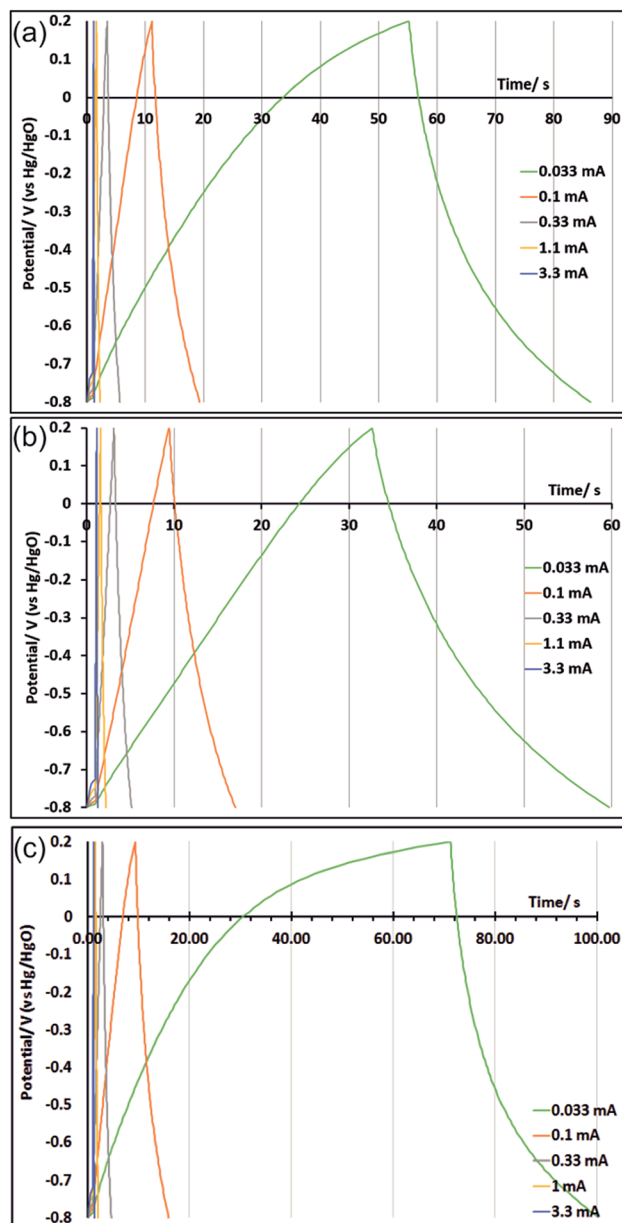 (a)
0.2
0.1
Time/ s
0
0 10 20 30 40 50 60 70 80 90
-0.1
-0.2
0.033 mA
-0.3
0.1 mA
-0.4
0.33 mA
-0.5
1.1 mA
-0.6
3.3 mA
-0.7
-0.8
Potential/ V (vs Hg/HgO)
(b)
0.2
0.1
Time/ s
0
0 10 20 30 40 50 60
-0.1
-0.2
0.033 mA
-0.3
0.1 mA
-0.4
0.33 mA
-0.5
1.1 mA
-0.6
3.3 mA
-0.7
-0.8
Potential/ V (vs Hg/HgO)
(c)
0.2
0.1
Time/ s
0
0.00 20.00 40.00 60.00 80.00 100.00
-0.1
-0.2
-0.3
-0.4
-0.5
0.033 mA
0.1 mA
-0.6
0.33 mA
-0.7
1 mA
-0.8
3.3 mA
Potential/ V (vs Hg/HgO)